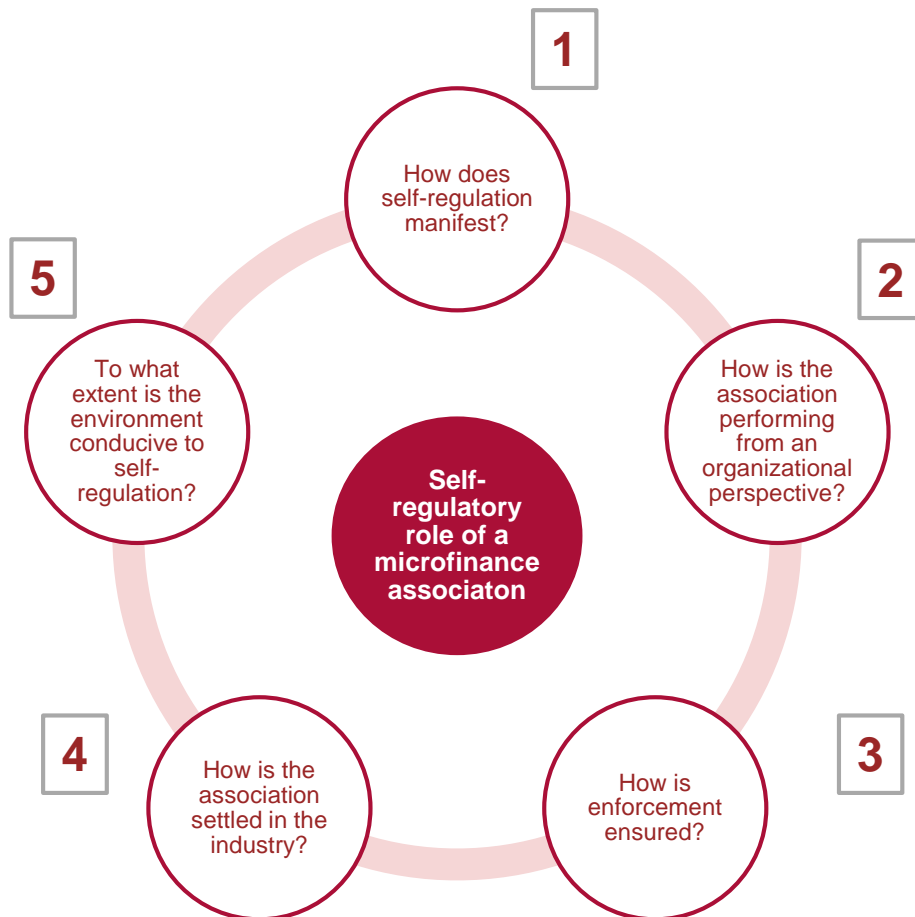 1
How does
self-regulation
manifest?
2
How is the
association
performing
from an
organizational
perspective?
3
How is
enforcement
ensured?
4
How is the
association
settled in the
industry?
5
To what
extent is the
environment
conducive to
self-
regulation?
Self-
regulatory
role of a
microfinance
associaton